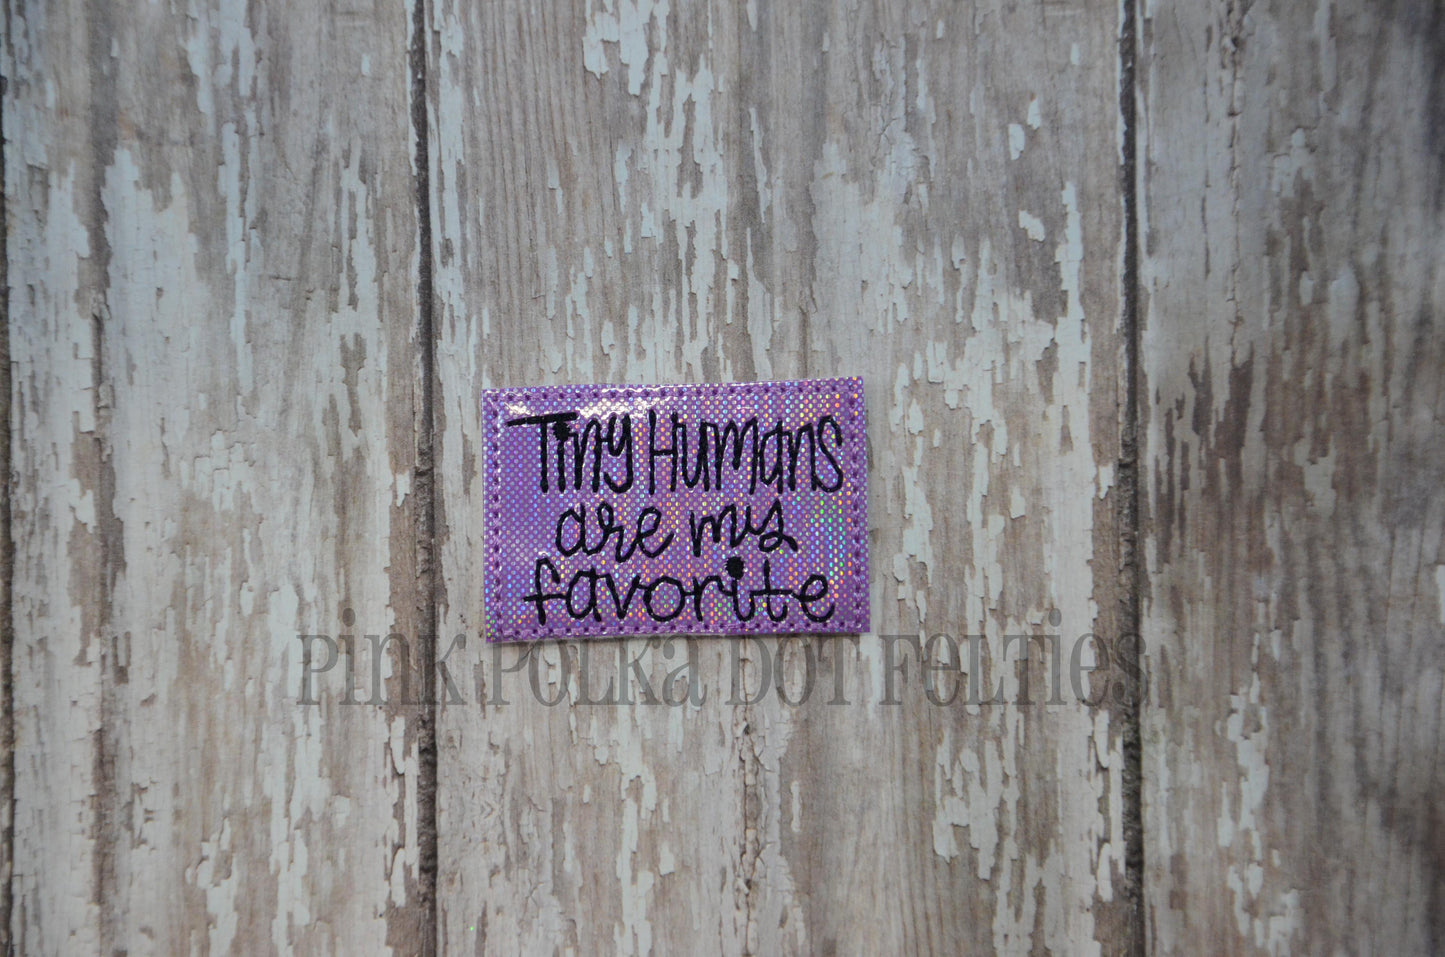 Tiny Humans
are my
favorite
Pink Polka Dot Felties